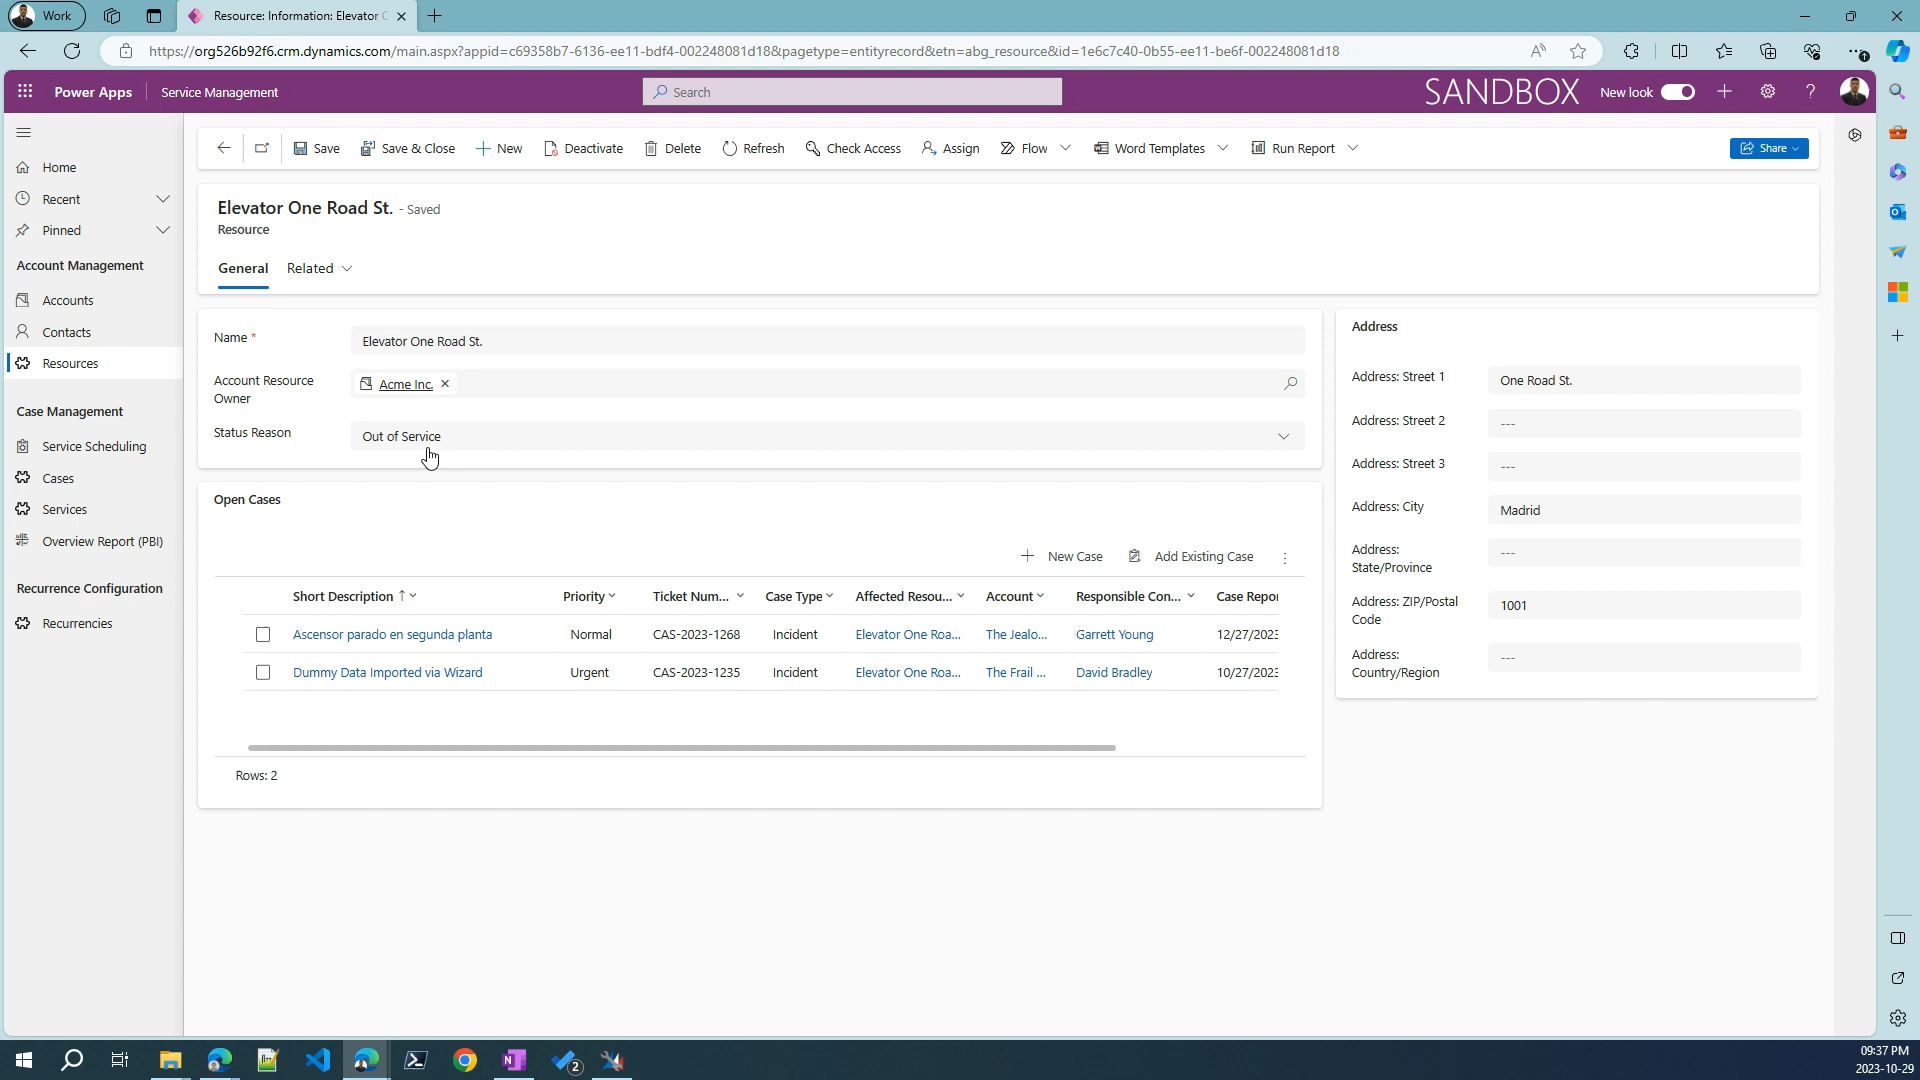 Work
Resource: Information: Elevator C
https://org526b92f6.crm.dynamics.com/main.aspx?appid=c69358b7-6136-ee11-bdf4-002248081d18&pagetype=entityrecord&etn=abg_resource&id=1e6c7c40-0b55-ee11-be6f-002248081d18
Power Apps
Service Management
Search
SANDBOX
New look
Save
Save & Close
New
Deactivate
Delete
Refresh
Check Access
Assign
Flow
Word Templates
Run Report
Share
Home
Recent
Pinned
Account Management
Accounts
Contacts
Resources
Case Management
Service Scheduling
Cases
Services
Overview Report (PBI)
Recurrence Configuration
Recurrencies
Elevator One Road St. - Saved
Resource
General
Related
Name *
Elevator One Road St.
Account Resource
Owner
Acme Inc.
Status Reason
Out of Service
Open Cases
New Case
Add Existing Case
Short Description Priority Ticket Num... Case Type Affected Resou... Account Responsible Con... Case Repor
Ascensor parado en segunda planta Normal CAS-2023-1268 Incident Elevator One Roa... The Jealo... Garrett Young 12/27/2023
Dummy Data Imported via Wizard Urgent CAS-2023-1235 Incident Elevator One Roa... The Frail ... David Bradley 10/27/2023
Rows: 2
Address
Address: Street 1
One Road St.
Address: Street 2
---
Address: Street 3
---
Address: City
Madrid
Address:
State/Province
---
Address: ZIP/Postal
Code
1001
Address:
Country/Region
---
2
09:37 PM
2023-10-29